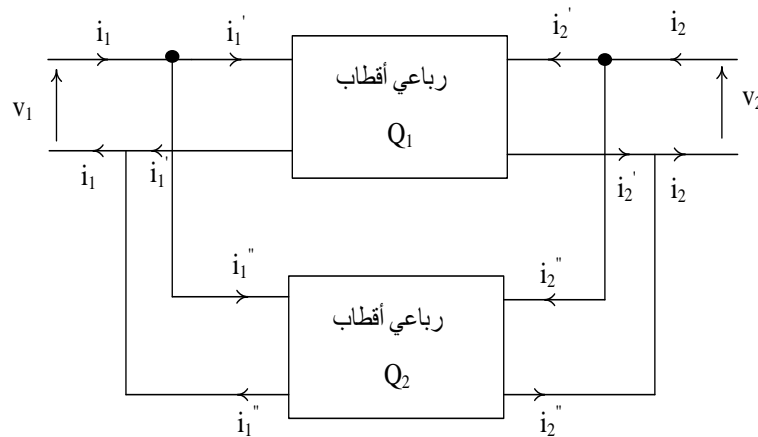 i₁ i₁' i₂' i₂
رباعي أقطاب
v₁ Q₁ v₂
i₁ i₁' i₂' i₂
i₁" i₂"
رباعي أقطاب
Q₂
i₁" i₂"